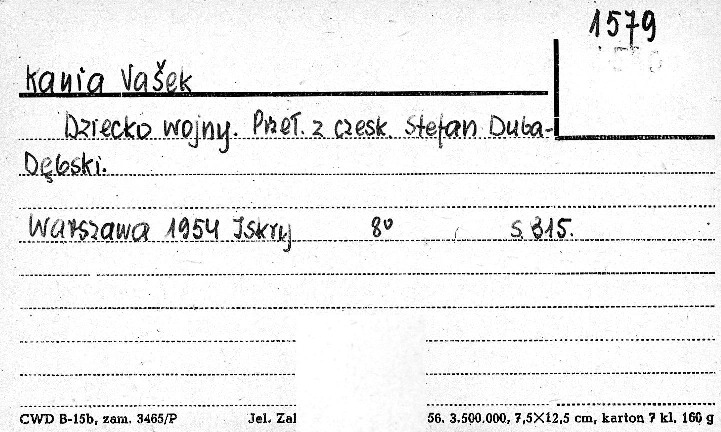 1579
Kania Vašek
Dziecko wojny. Przeł. z czesk. Stefan Duba-
Dębski.
Warszawa 1954 Iskry 8° s. 315.
CWD B-15b, zam. 3465/P Jel. Zal 56. 3.500.000, 7,5×12,5 cm, karton 7 kl. 160 g